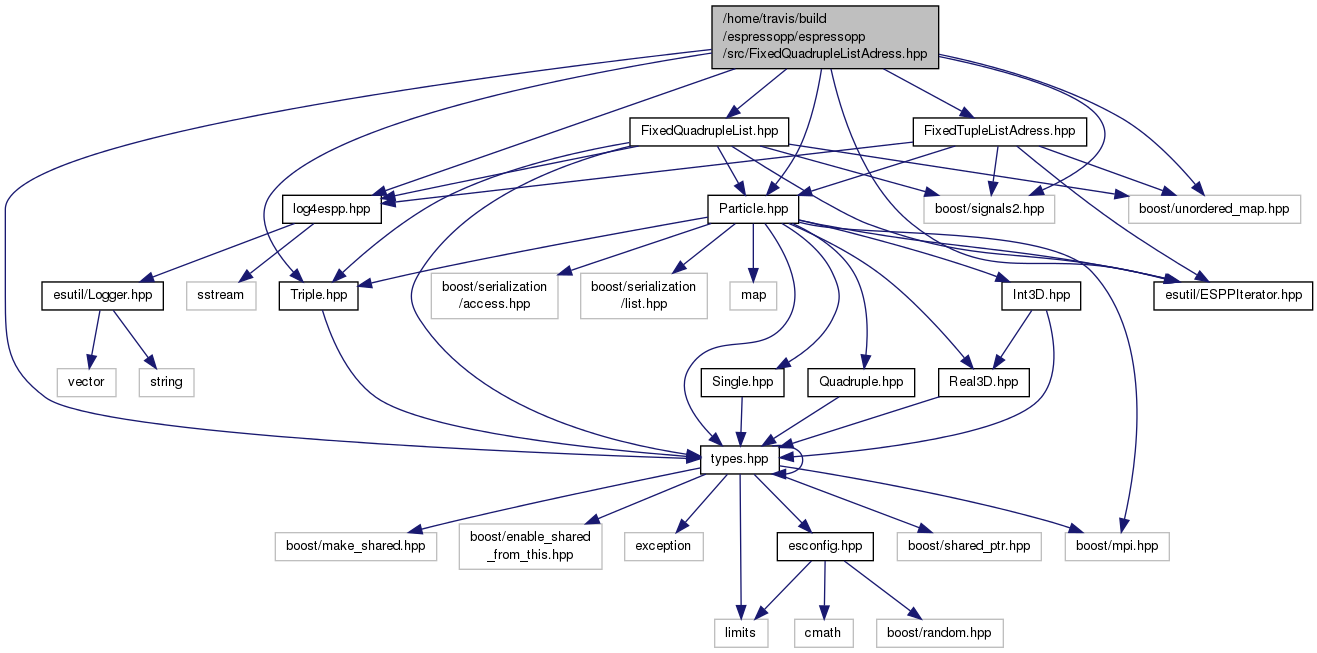 /home/travis/build
/espressopp/espressopp
/src/FixedQuadrupleListAdress.hpp
FixedQuadrupleList.hpp
FixedTupleListAdress.hpp
log4espp.hpp
Particle.hpp
boost/signals2.hpp
boost/unordered_map.hpp
esutil/Logger.hpp
sstream
Triple.hpp
boost/serialization
/access.hpp
boost/serialization
/list.hpp
map
Int3D.hpp
esutil/ESPPIterator.hpp
vector
string
Single.hpp
Quadruple.hpp
Real3D.hpp
types.hpp
boost/make_shared.hpp
boost/enable_shared
_from_this.hpp
exception
esconfig.hpp
boost/shared_ptr.hpp
boost/mpi.hpp
limits
cmath
boost/random.hpp